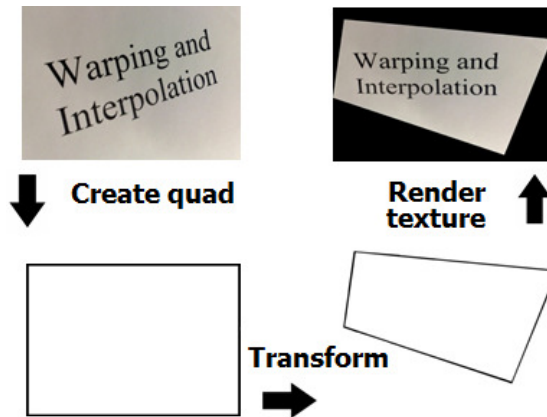 Warping and
Interpolation
Warping and
Interpolation
Create quad
Render
texture
Transform